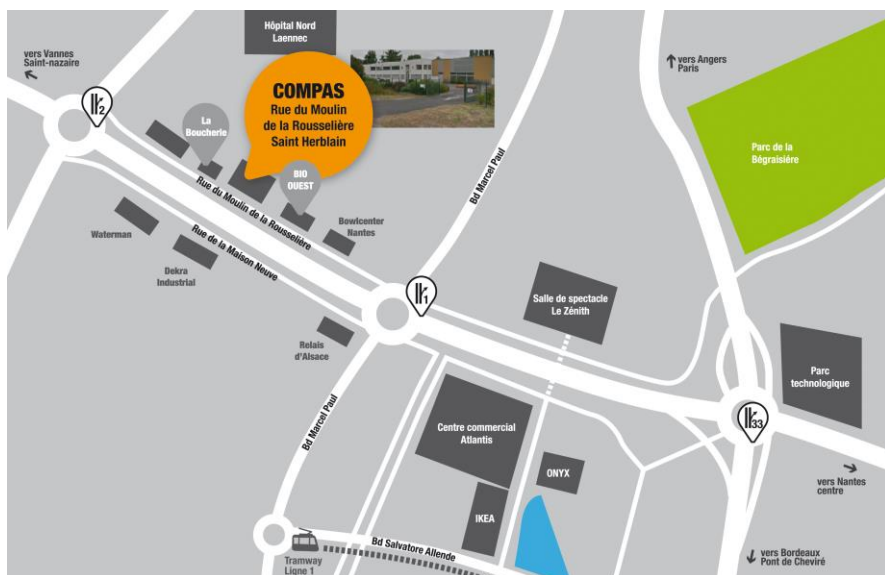 Hôpital Nord
Laennec
vers Vannes
Saint-nazaire
vers Angers
Paris
2
COMPAS
Rue du Moulin
de la Rousselière
Saint Herblain
La
Boucherie
BIO
OUEST
Parc de la
Bégraisière
Bd Marcel Paul
Rue du Moulin de la Rousselière
Bowlcenter
Nantes
Waterman
Rue de la Maison Neuve
Dekra
Industrial
1
Salle de spectacle
Le Zénith
Relais
d'Alsace
Parc
technologique
Bd Marcel Paul
Centre commercial
Atlantis
33
ONYX
vers Nantes
centre
IKEA
Bd Salvatore Allende
Tramway
Ligne 1
vers Bordeaux
Pont de Cheviré